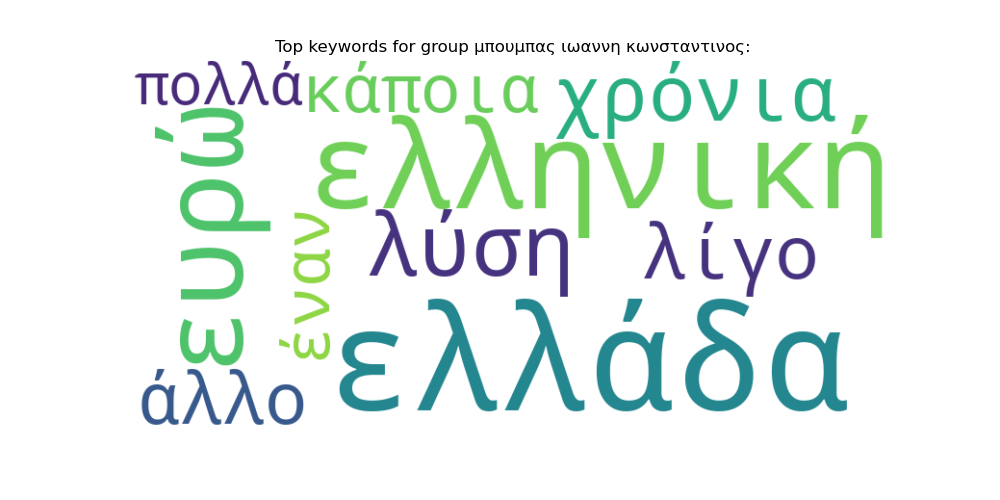 Top keywords for group μπουμπας ιωαννη κωνσταντινος:
πολλά
κάποια
χρόνια
ευρώ
ελληνική
έναν
λύση
λίγο
ελλάδα
άλλο